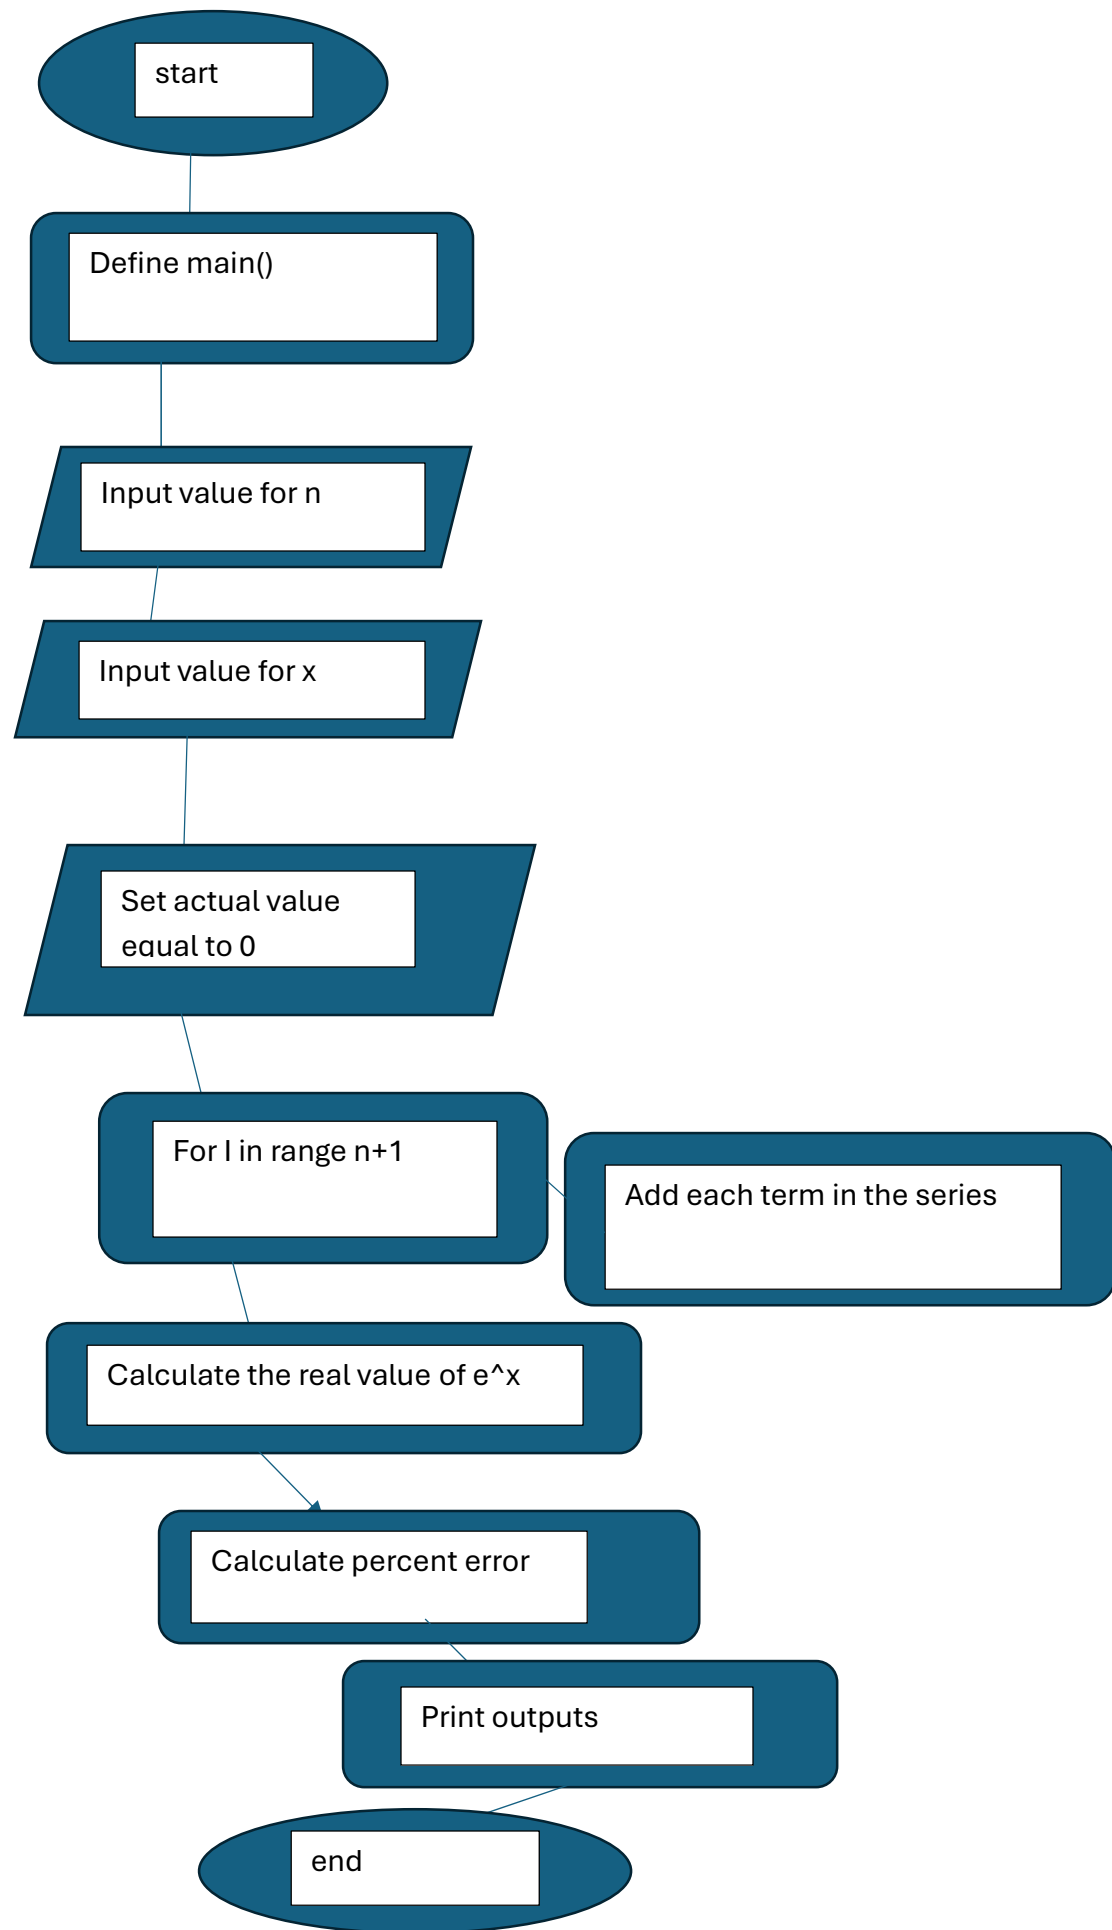 start
Define main()
Input value for n
Input value for x
Set actual value
equal to 0
For I in range n+1
Add each term in the series
Calculate the real value of e^x
Calculate percent error
Print outputs
end